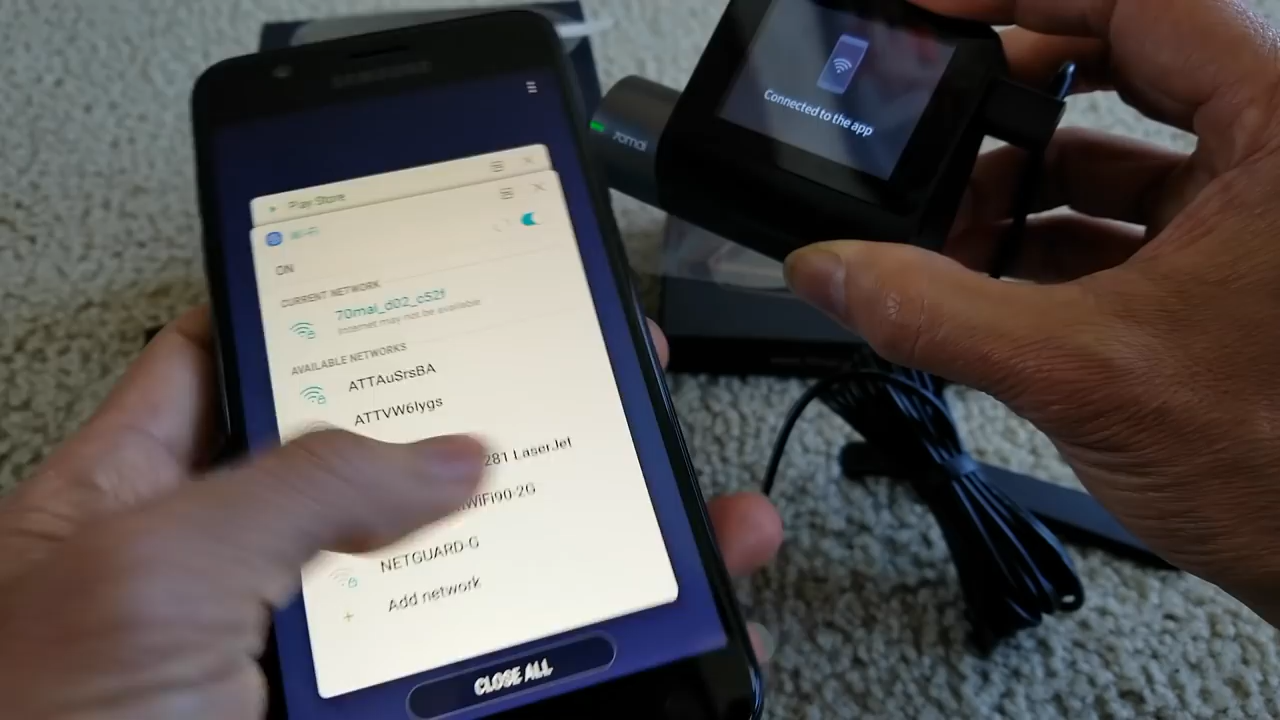 SAMSUNG
Play Store
Wi-Fi
ON
CURRENT NETWORK
70mai_d02_c52f
Internet may not be available
AVAILABLE NETWORKS
ATTAuSrsBA
ATTVW6lygs
281 LaserJet
WiFi90-2G
NETGUARD-G
Add network
CLOSE ALL
70mai
Connected to the app